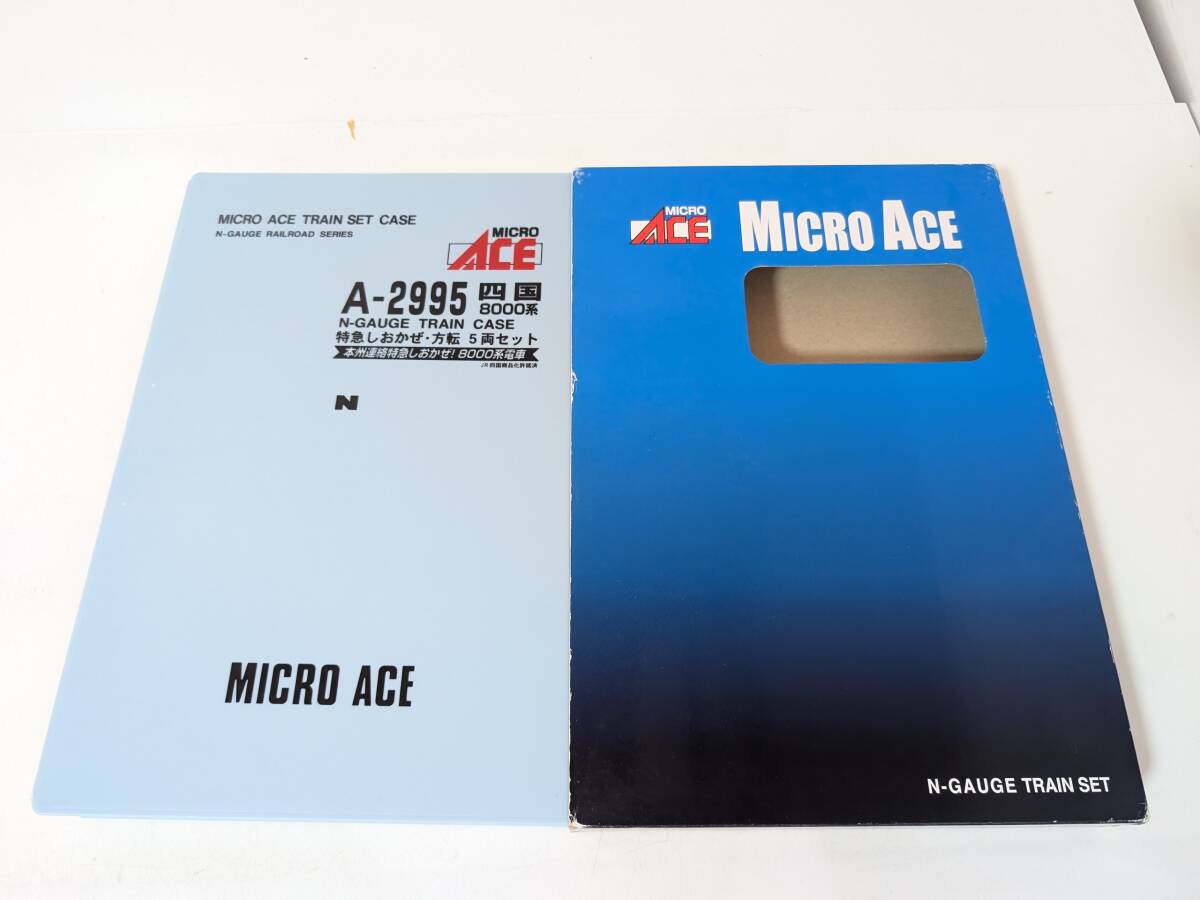 MICRO ACE TRAIN SET CASE
N-GAUGE RAILROAD SERIES
MICRO
ACE
A-2995 四国
8000系
N-GAUGE TRAIN CASE
特急しおかぜ・方転 5両セット
本州連絡特急しおかぜ!8000系電車
JR四国商品化許諾済
N
MICRO ACE
MICRO
ACE
MICRO ACE
N-GAUGE TRAIN SET